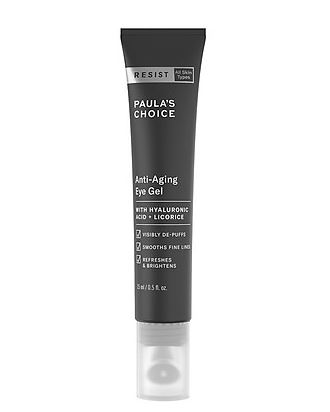 RESIST
All Skin
Types
PAULA'S
CHOICE
Anti-Aging
Eye Gel
WITH HYALURONIC
ACID + LICORICE
VISIBLY DE-PUFFS
SMOOTHS FINE LINES
REFRESHES
& BRIGHTENS
15 ml / 0.5 fl. oz.